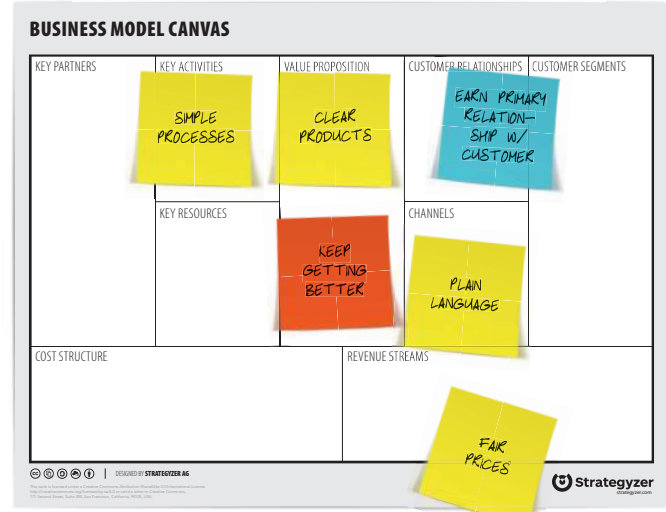 BUSINESS MODEL CANVAS
KEY PARTNERS
KEY ACTIVITIES
VALUE PROPOSITION
CUSTOMER RELATIONSHIPS
CUSTOMER SEGMENTS
SIMPLE
PROCESSES
CLEAR
PRODUCTS
EARN PRIMARY
RELATION-
SHIP W/
CUSTOMER
KEY RESOURCES
CHANNELS
KEEP
GETTING
BETTER
PLAIN
LANGUAGE
COST STRUCTURE
REVENUE STREAMS
FAIR
PRICES
DESIGNED BY STRATEGYZER AG
Strategyzer
strategyzer.com